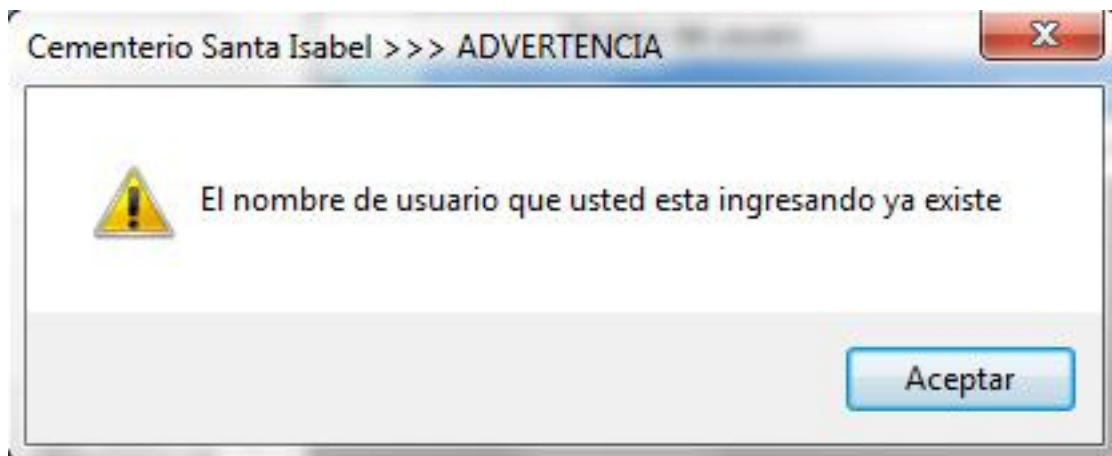 Cementerio Santa Isabel >>> ADVERTENCIA
El nombre de usuario que usted esta ingresando ya existe
Aceptar